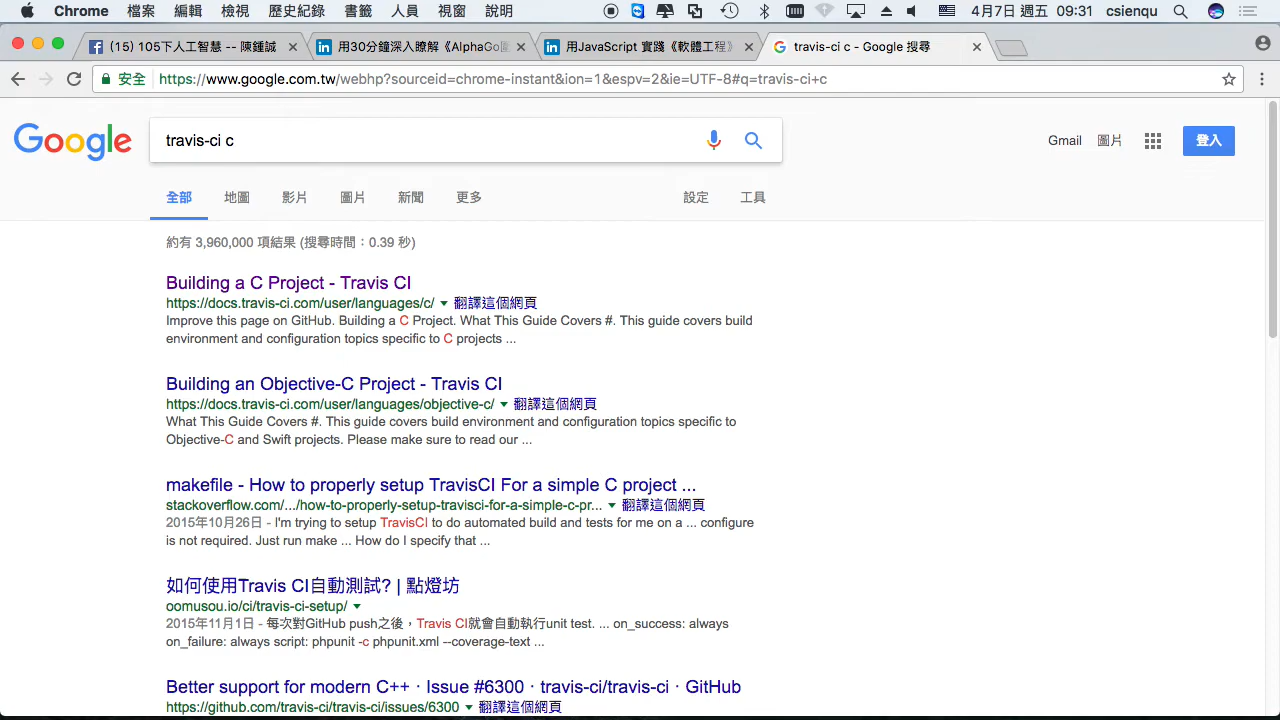 Chrome 檔案 編輯 檢視 歷史紀錄 書籤 人員 視窗 說明 4月7日 週五 09:31 csienqu
(15) 105下人工智慧 -- 陳鍾誠 用30分鐘深入瞭解《AlphaGo 用JavaScript 實踐《軟體工程》 travis-ci c - Google 搜尋
安全 https://www.google.com.tw/webhp?sourceid=chrome-instant&ion=1&espv=2&ie=UTF-8#q=travis-ci+c
Google travis-ci c Gmail 圖片 登入
全部 地圖 影片 圖片 新聞 更多 設定 工具
約有 3,960,000 項結果 (搜尋時間：0.39 秒)
Building a C Project - Travis CI
https://docs.travis-ci.com/user/languages/c/ 翻譯這個網頁
Improve this page on GitHub. Building a C Project. What This Guide Covers #. This guide covers build
environment and configuration topics specific to C projects ...
Building an Objective-C Project - Travis CI
https://docs.travis-ci.com/user/languages/objective-c/ 翻譯這個網頁
What This Guide Covers #. This guide covers build environment and configuration topics specific to
Objective-C and Swift projects. Please make sure to read our ...
makefile - How to properly setup TravisCI For a simple C project ...
stackoverflow.com/.../how-to-properly-setup-travisci-for-a-simple-c-pr... 翻譯這個網頁
2015年10月26日 - I'm trying to setup TravisCI to do automated build and tests for me on a ... configure
is not required. Just run make ... How do I specify that ...
如何使用Travis CI自動測試? | 點燈坊
oomusou.io/ci/travis-ci-setup/
2015年11月1日 - 每次對GitHub push之後，Travis CI就會自動執行unit test. ... on_success: always
on_failure: always script: phpunit -c phpunit.xml --coverage-text ...
Better support for modern C++ · Issue #6300 · travis-ci/travis-ci · GitHub
https://github.com/travis-ci/travis-ci/issues/6300 翻譯這個網頁